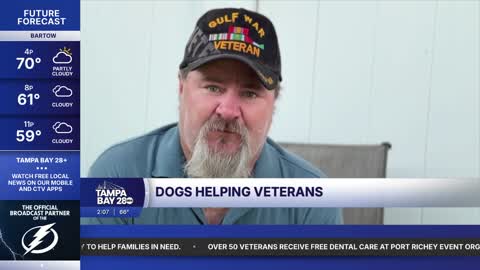 FUTURE
FORECAST
BARTOW
4P
70°
PARTLY
CLOUDY
8P
61°
CLOUDY
11P
59°
CLOUDY
TAMPA BAY 28+
WATCH FREE LOCAL
NEWS ON OUR MOBILE
AND CTV APPS
THE OFFICIAL
BROADCAST PARTNER
OF THE
GULF WAR
VETERAN
DOGS HELPING VETERANS
TAMPA
BAY 28
2:07 66°
TO HELP FAMILIES IN NEED. • OVER 50 VETERANS RECEIVE FREE DENTAL CARE AT PORT RICHEY EVENT ORG